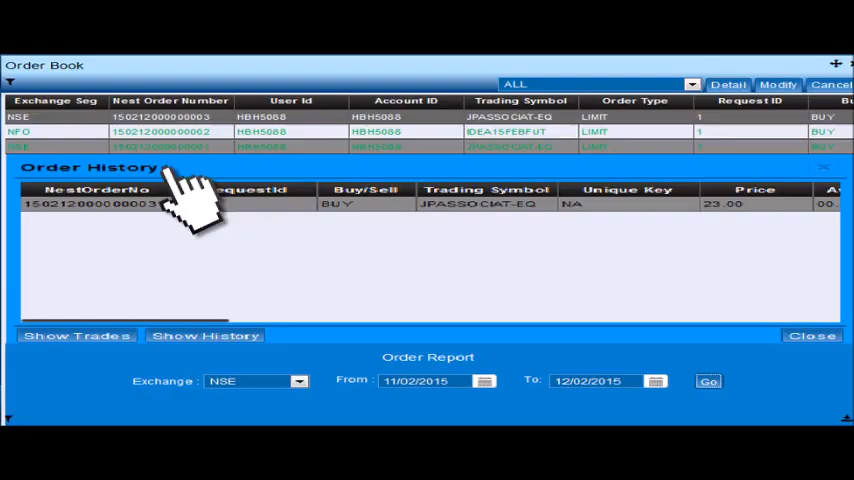 Order Book
ALL Detail Modify Cancel
Exchange Seg Nest Order Number User Id Account ID Trading Symbol Order Type Request ID
NSE 150212000000003 HBH5088 HBH5088 JPASSOCIAT-EQ LIMIT 1 BUY
NFO 150212000000002 HBH5088 HBH5088 IDEA15FEBFUT LIMIT 1 BUY
NSE 150212000000001 HBH5088 HBH5088 JPASSOCIAT-EQ LIMIT 1 BUY
Order History
NestOrderNo equestId Buy/Sell Trading Symbol Unique Key Price
150212000000003 BUY JPASSOCIAT-EQ NA 23.00 00.
Show Trades Show History Close
Order Report
Exchange : NSE From : 11/02/2015 To: 12/02/2015 Go